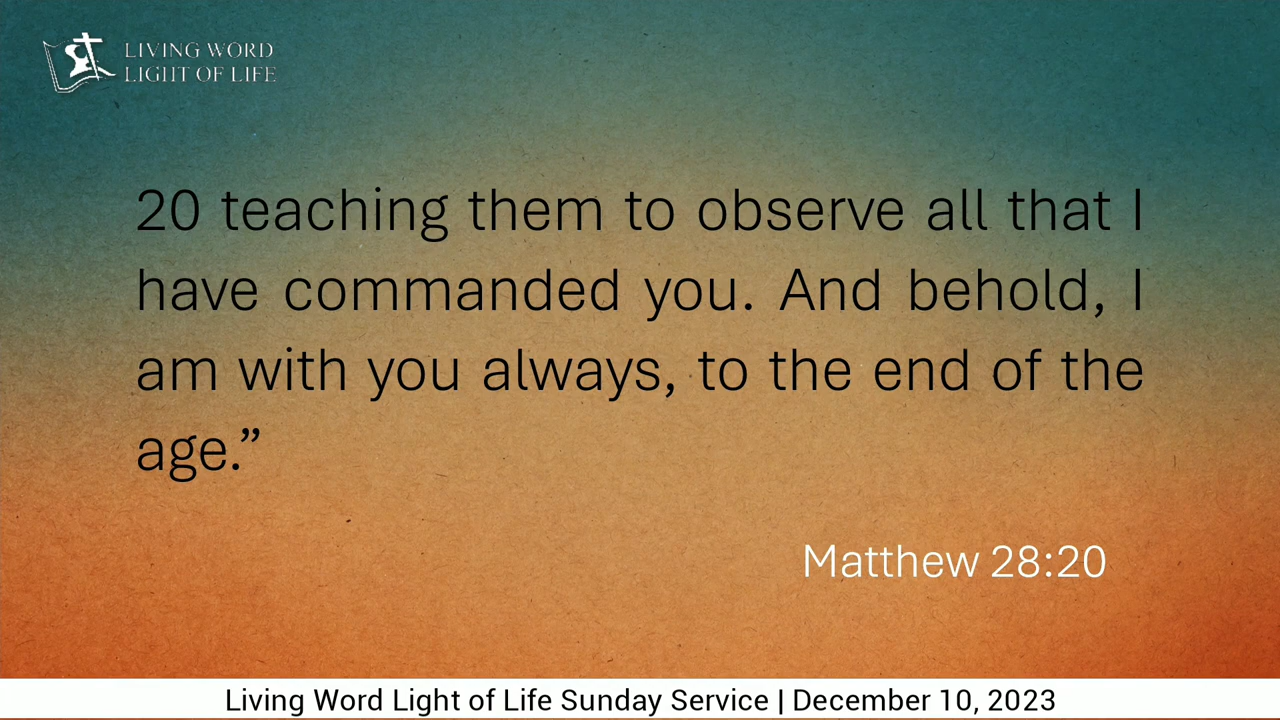 LIVING WORD
LIGHT OF LIFE
20 teaching them to observe all that I
have commanded you. And behold, I
am with you always, to the end of the
age.”
Matthew 28:20
Living Word Light of Life Sunday Service | December 10, 2023